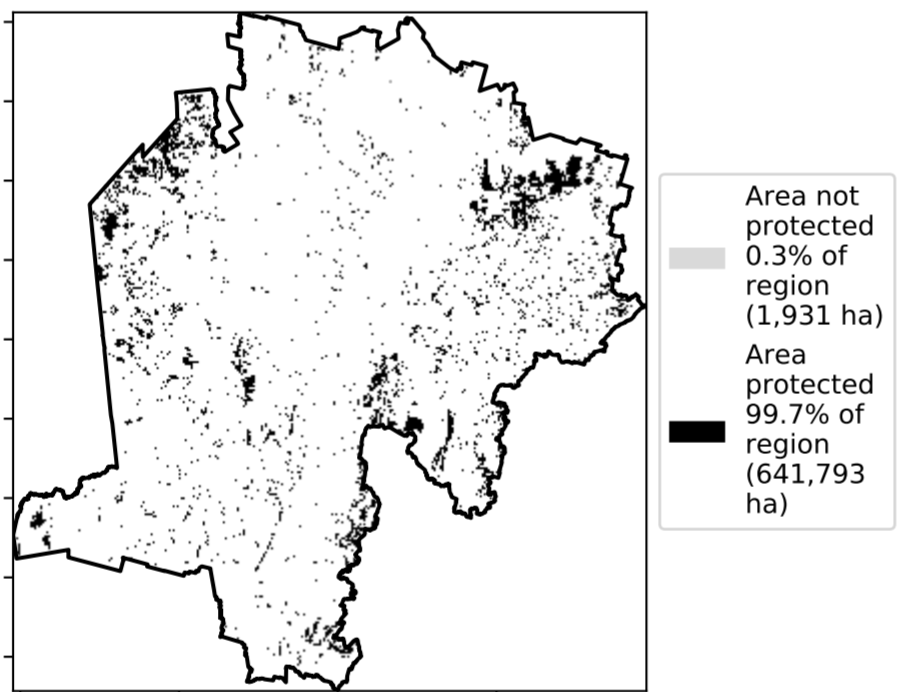 Area not
protected
0.3% of
region
(1,931 ha)
Area
protected
99.7% of
region
(641,793
ha)